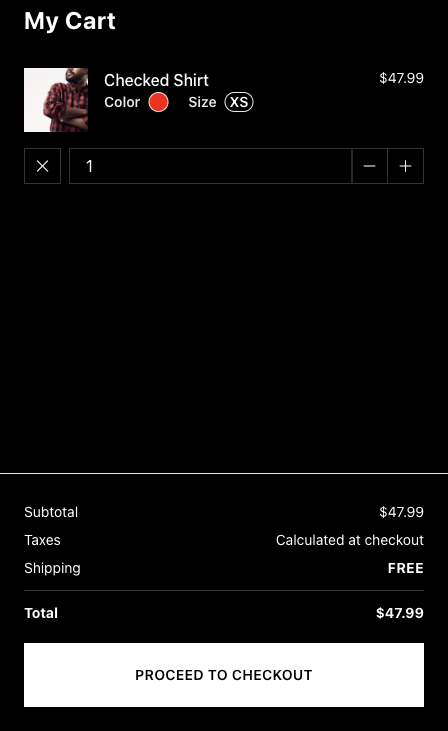 My Cart
Checked Shirt $47.99
Color Size XS
1
Subtotal $47.99
Taxes Calculated at checkout
Shipping FREE
Total $47.99
PROCEED TO CHECKOUT